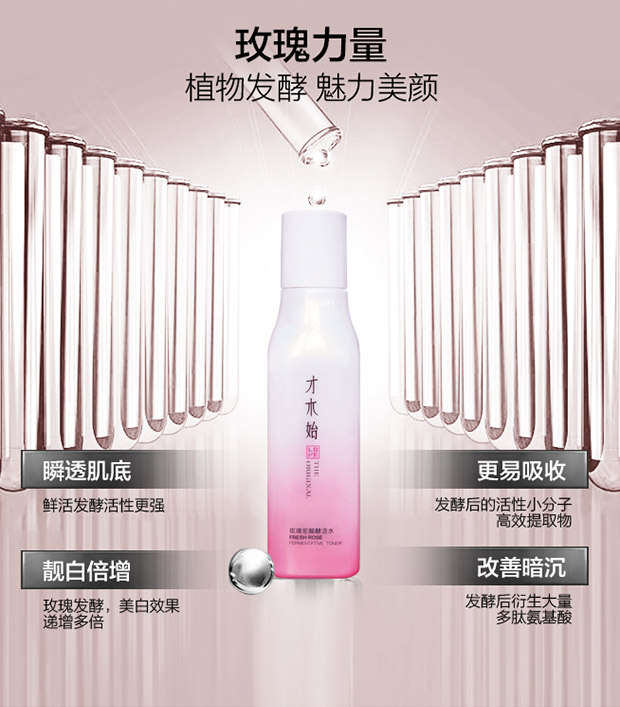 玫瑰力量
植物发酵 魅力美颜
才木始
THE
ORIGINAL
瞬透肌底
鲜活发酵活性更强
更易吸收
发酵后的活性小分子
高效提取物
玫瑰密酚酵活水
FRESH ROSE
FERMENTFTIVE TONER
靓白倍增
玫瑰发酵，美白效果
递增多倍
改善暗沉
发酵后衍生大量
多肽氨基酸